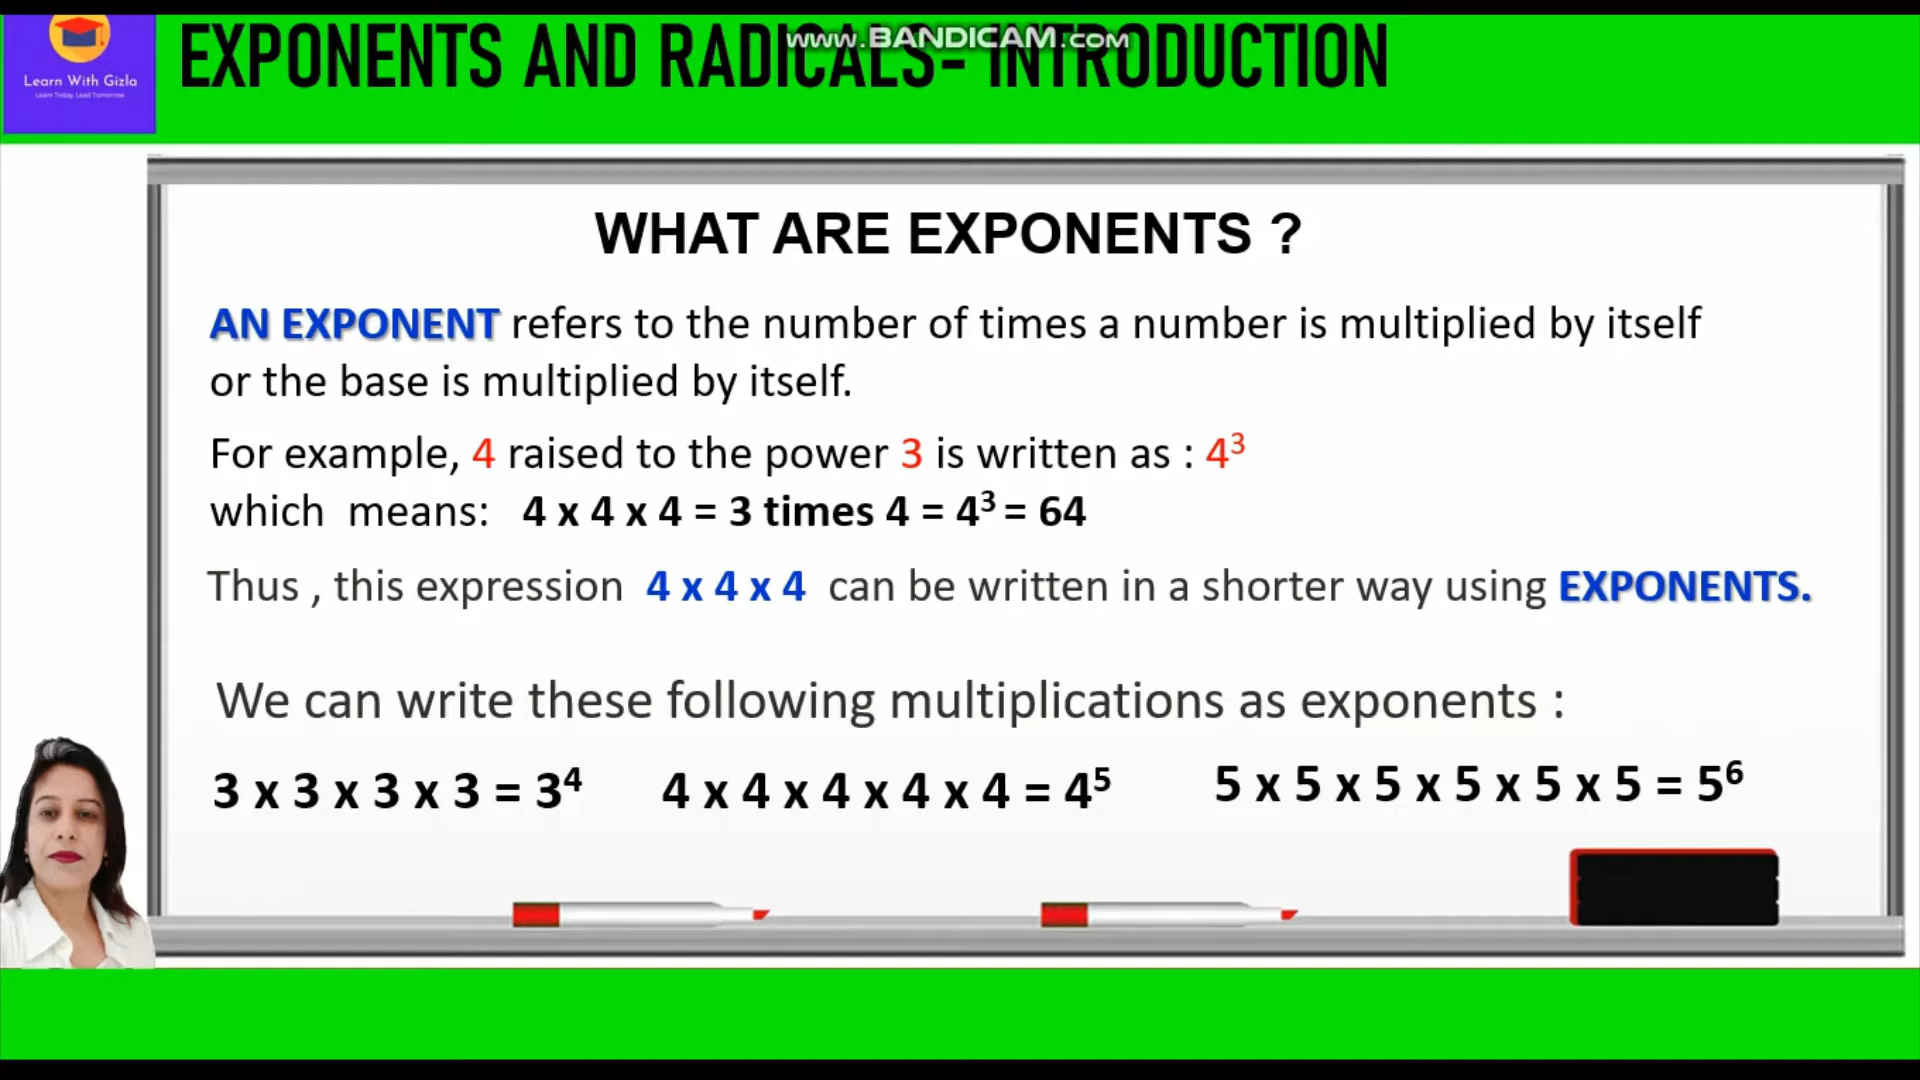 www.BANDICAM.com
EXPONENTS AND RADICALS- INTRODUCTION
Learn With Gizla
Learn Today, Lead Tomorrow
WHAT ARE EXPONENTS ?
AN EXPONENT refers to the number of times a number is multiplied by itself
or the base is multiplied by itself.
For example, 4 raised to the power 3 is written as : 4³
which means: 4 x 4 x 4 = 3 times 4 = 4³ = 64
Thus , this expression 4 x 4 x 4 can be written in a shorter way using EXPONENTS.
We can write these following multiplications as exponents :
3 x 3 x 3 x 3 = 3⁴ 4 x 4 x 4 x 4 x 4 = 4⁵ 5 x 5 x 5 x 5 x 5 x 5 = 5⁶